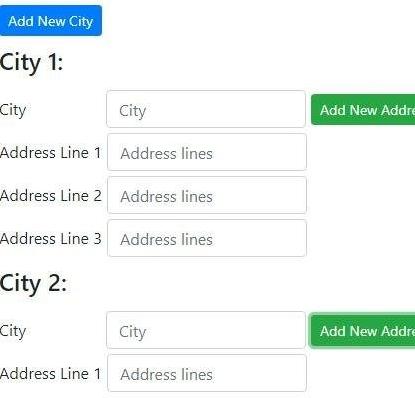 Add New City
City 1:
City City Add New Addre
Address Line 1 Address lines
Address Line 2 Address lines
Address Line 3 Address lines
City 2:
City City Add New Addre
Address Line 1 Address lines